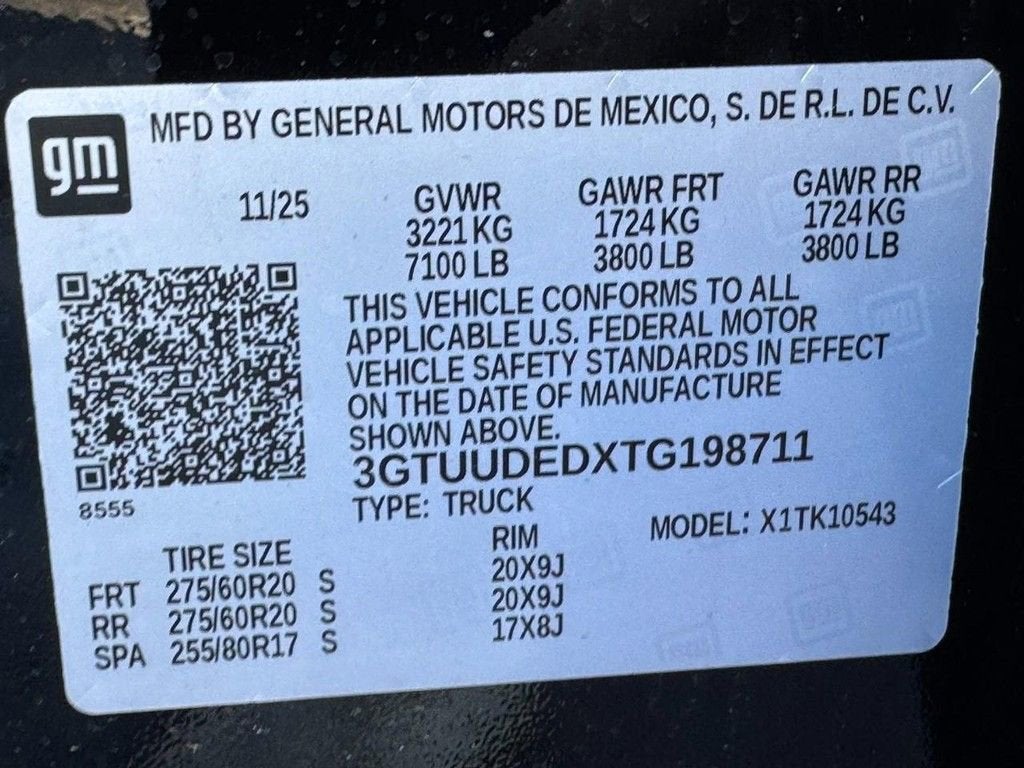 gm
MFD BY GENERAL MOTORS DE MEXICO, S. DE R.L. DE C.V.
11/25 GVWR GAWR FRT GAWR RR
3221 KG 1724 KG 1724 KG
7100 LB 3800 LB 3800 LB
THIS VEHICLE CONFORMS TO ALL
APPLICABLE U.S. FEDERAL MOTOR
VEHICLE SAFETY STANDARDS IN EFFECT
ON THE DATE OF MANUFACTURE
SHOWN ABOVE.
3GTUUDEDXTG198711
8555
TYPE: TRUCK
MODEL: X1TK10543
TIRE SIZE RIM
FRT 275/60R20 S 20X9J
RR 275/60R20 S 20X9J
SPA 255/80R17 S 17X8J